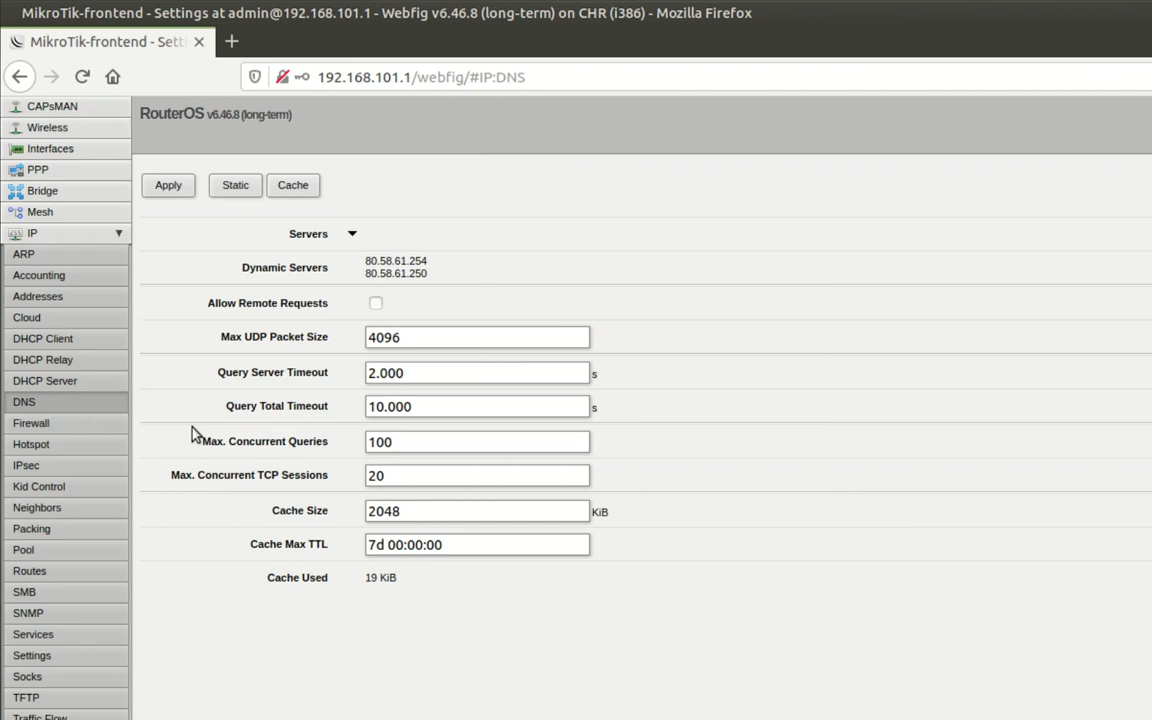 MikroTik-frontend - Settings at admin@192.168.101.1 - Webfig v6.46.8 (long-term) on CHR (i386) - Mozilla Firefox
MikroTik-frontend - Sett
192.168.101.1/webfig/#IP:DNS
CAPsMAN
Wireless
Interfaces
PPP
Bridge
Mesh
IP
ARP
Accounting
Addresses
Cloud
DHCP Client
DHCP Relay
DHCP Server
DNS
Firewall
Hotspot
IPsec
Kid Control
Neighbors
Packing
Pool
Routes
SMB
SNMP
Services
Settings
Socks
TFTP
Traffic Flow
RouterOS v6.46.8 (long-term)
Apply Static Cache
Servers
Dynamic Servers 80.58.61.254
80.58.61.250
Allow Remote Requests
Max UDP Packet Size 4096
Query Server Timeout 2.000 s
Query Total Timeout 10.000 s
Max. Concurrent Queries 100
Max. Concurrent TCP Sessions 20
Cache Size 2048 KiB
Cache Max TTL 7d 00:00:00
Cache Used 19 KiB